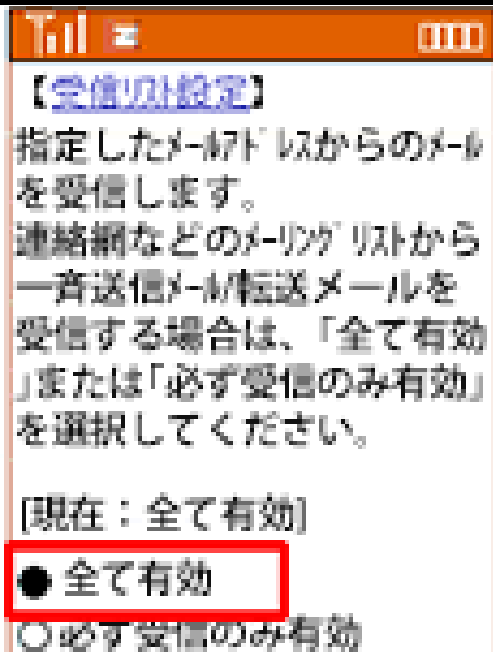 【受信ﾘｽﾄ設定】
指定したﾒｰﾙｱﾄﾞﾚｽからのﾒｰﾙ
を受信します。
連絡網などのﾒｰﾘﾝｸﾞﾘｽﾄから
一斉送信ﾒｰﾙ/転送メールを
受信する場合は、「全て有効
」または「必ず受信のみ有効」
を選択してください。
[現在：全て有効]
● 全て有効
○必ず受信のみ有効